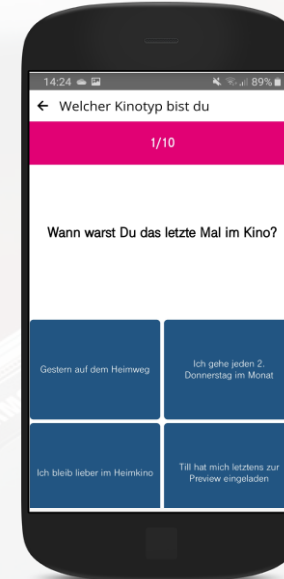 14:24 89%
← Welcher Kinotyp bist du
1/10
Wann warst Du das letzte Mal im Kino?
Gestern auf dem Heimweg
Ich gehe jeden 2.
Donnerstag im Monat
Ich bleib lieber im Heimkino
Till hat mich letztens zur
Preview eingeladen